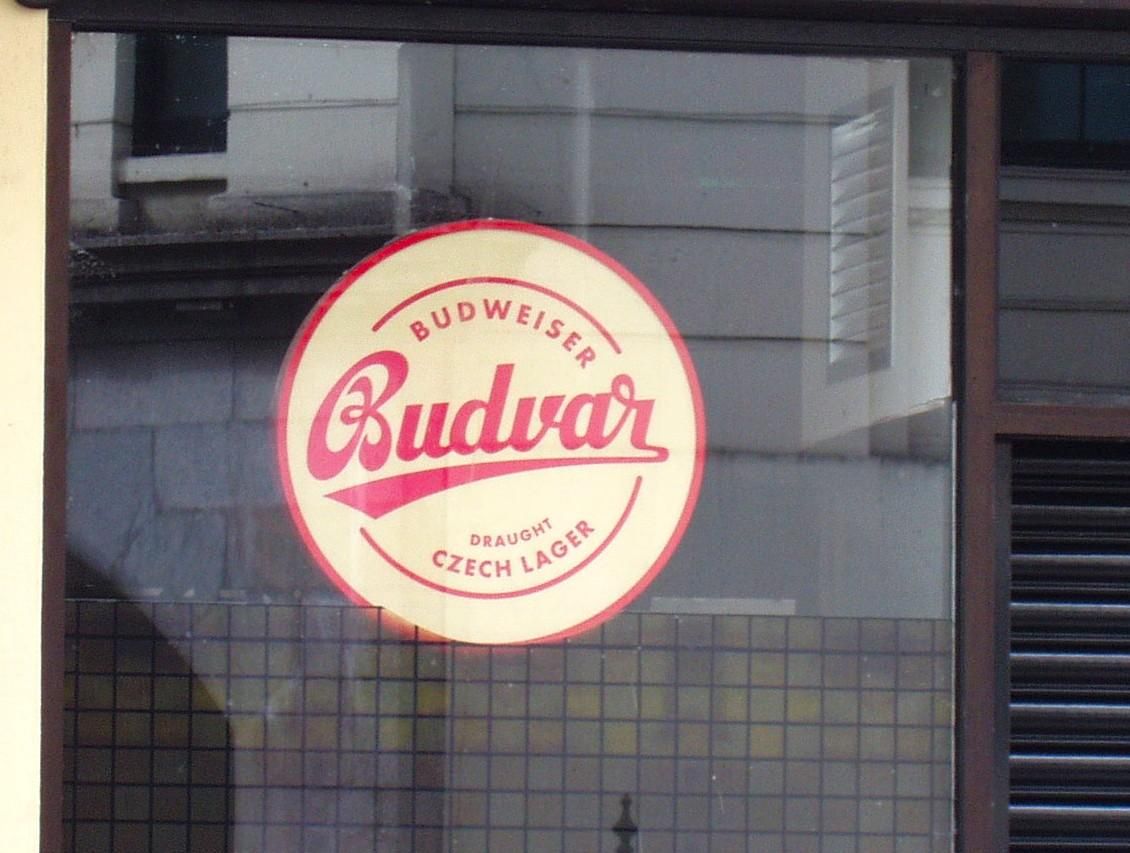 BUDWEISER
Budvar
DRAUGHT
CZECH LAGER